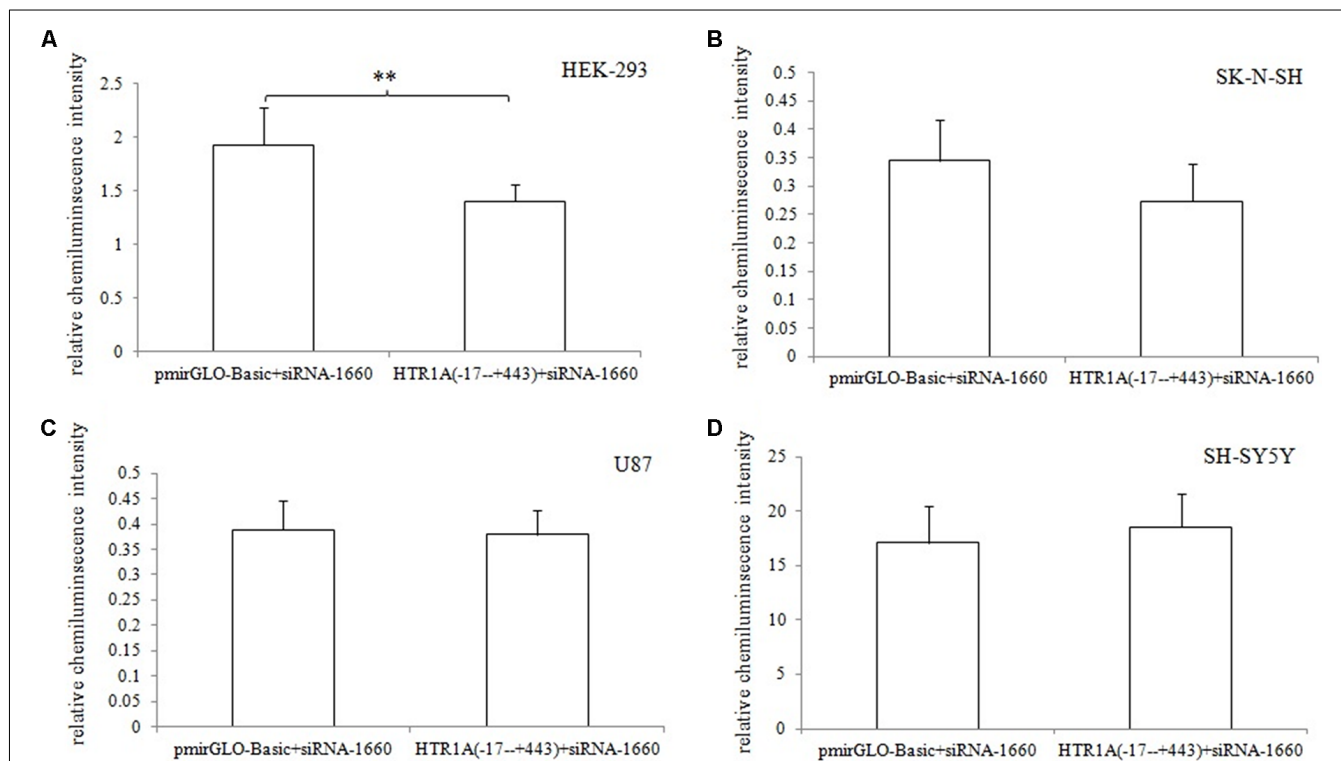 A
relative chemiluminsecence intensity
HEK-293
**
2.5
2
1.5
1
0.5
0
pmirGLO-Basic+siRNA-1660
HTR1A(-17--+443)+siRNA-1660
B
relative chemiluminsecence intensity
SK-N-SH
0.5
0.45
0.4
0.35
0.3
0.25
0.2
0.15
0.1
0.05
0
pmirGLO-Basic+siRNA-1660
HTR1A(-17--+443)+siRNA-1660
C
relative chemiluminsecence intensity
U87
0.5
0.45
0.4
0.35
0.3
0.25
0.2
0.15
0.1
0.05
0
pmirGLO-Basic+siRNA-1660
HTR1A(-17--+443)+siRNA-1660
D
relative chemiluminsecence intensity
SH-SY5Y
25
20
15
10
5
0
pmirGLO-Basic+siRNA-1660
HTR1A(-17--+443)+siRNA-1660